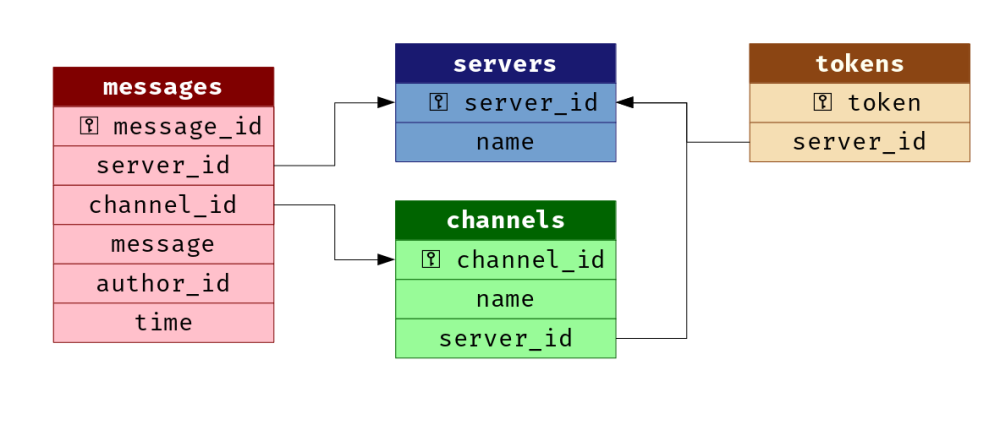 messages
message_id
server_id
channel_id
message
author_id
time
servers
server_id
name
channels
channel_id
name
server_id
tokens
token
server_id